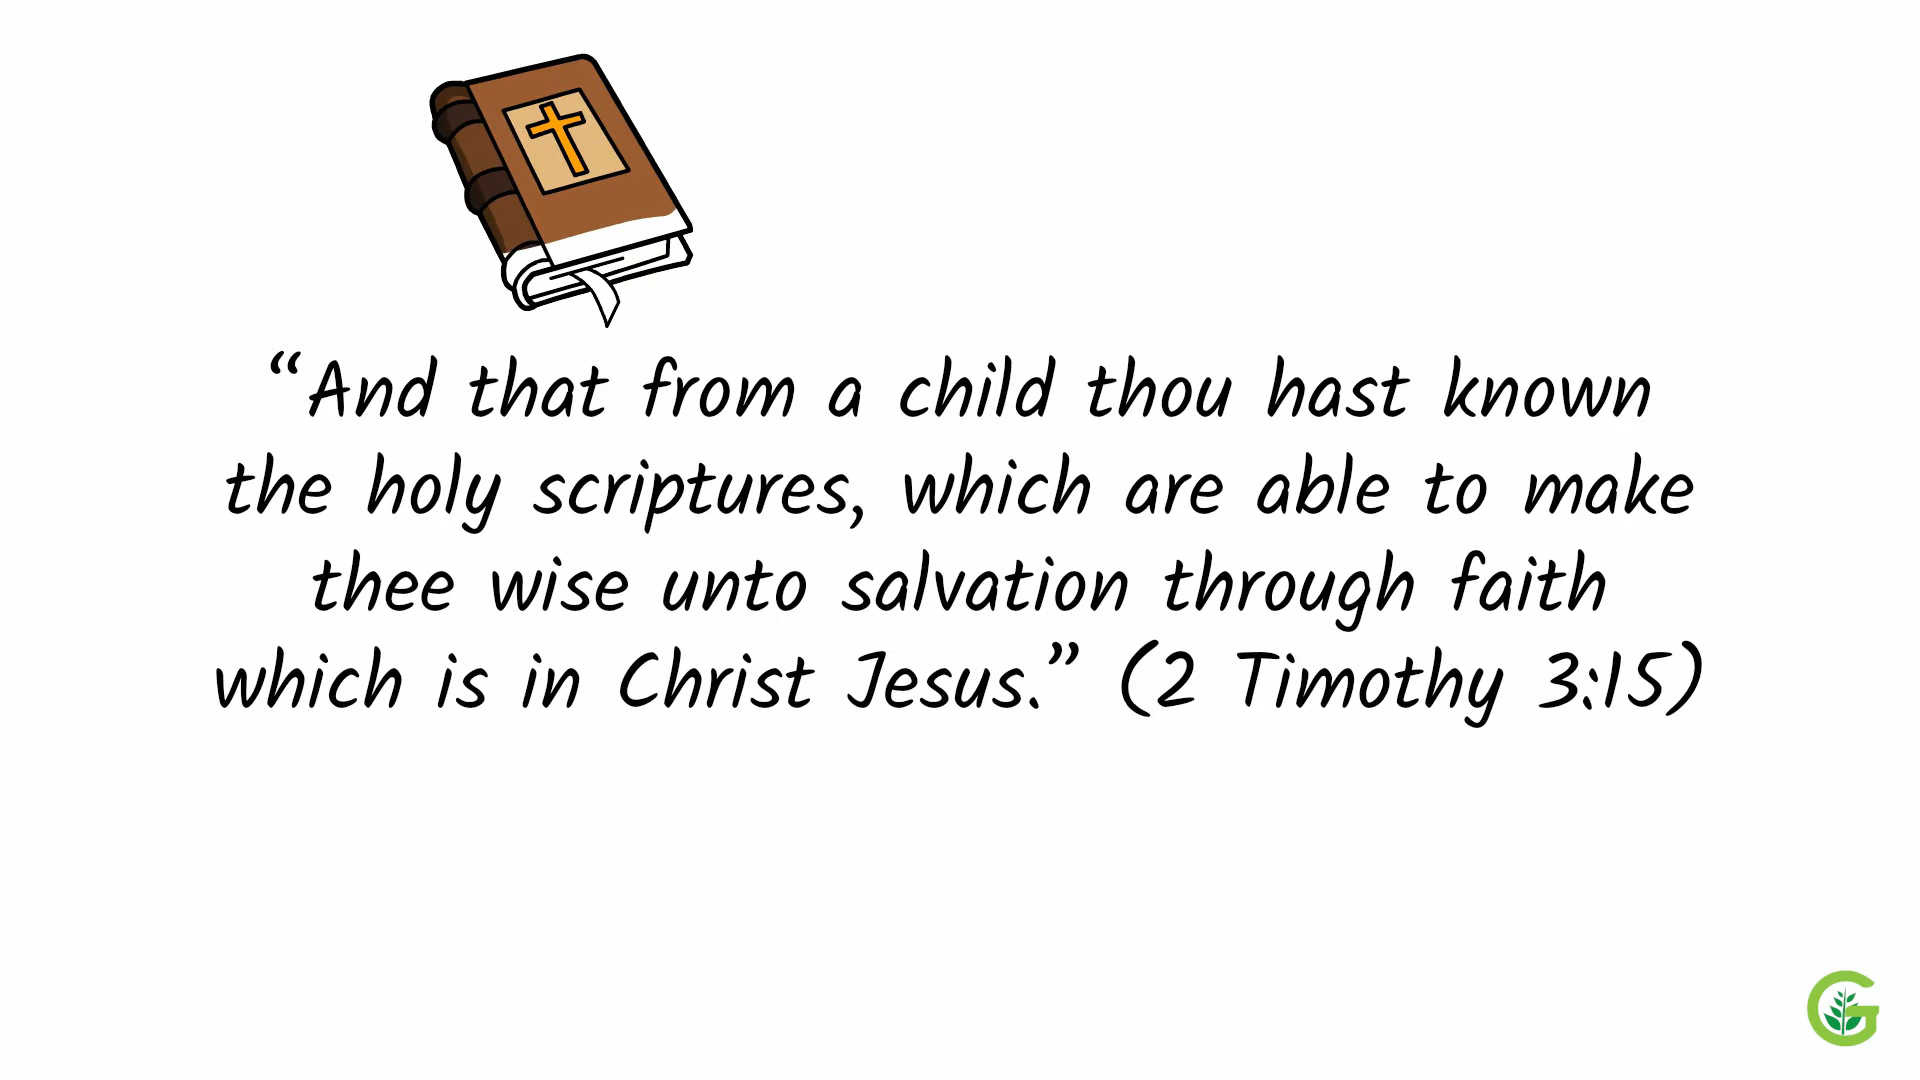 “And that from a child thou hast known
the holy scriptures, which are able to make
thee wise unto salvation through faith
which is in Christ Jesus.” (2 Timothy 3:15)
G